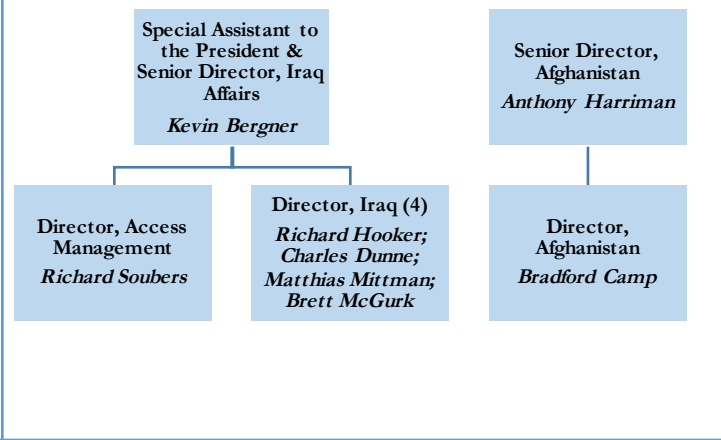 Special Assistant to
the President &
Senior Director, Iraq
Affairs
Kevin Bergner
Senior Director,
Afghanistan
Anthony Harriman
Director, Access
Management
Richard Soubers
Director, Iraq (4)
Richard Hooker;
Charles Dunne;
Matthias Mittman;
Brett McGurk
Director,
Afghanistan
Bradford Camp